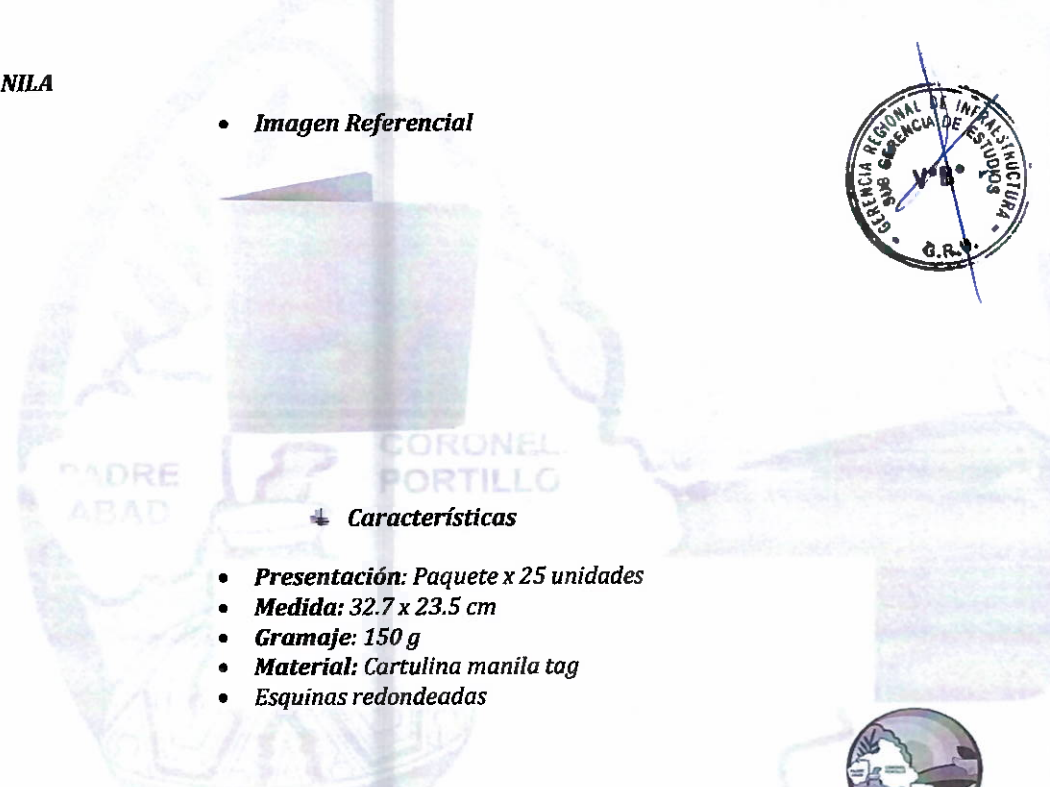 NILA
Imagen Referencial
GERENCIA REGIONAL DE INFRAESTRUCTURA
SUB GERENCIA DE ESTUDIOS
V°B°
G.R.U.
CORONEL
PORTILLO
PADRE
ABAD
Características
Presentación: Paquete x 25 unidades
Medida: 32.7 x 23.5 cm
Gramaje: 150 g
Material: Cartulina manila tag
Esquinas redondeadas